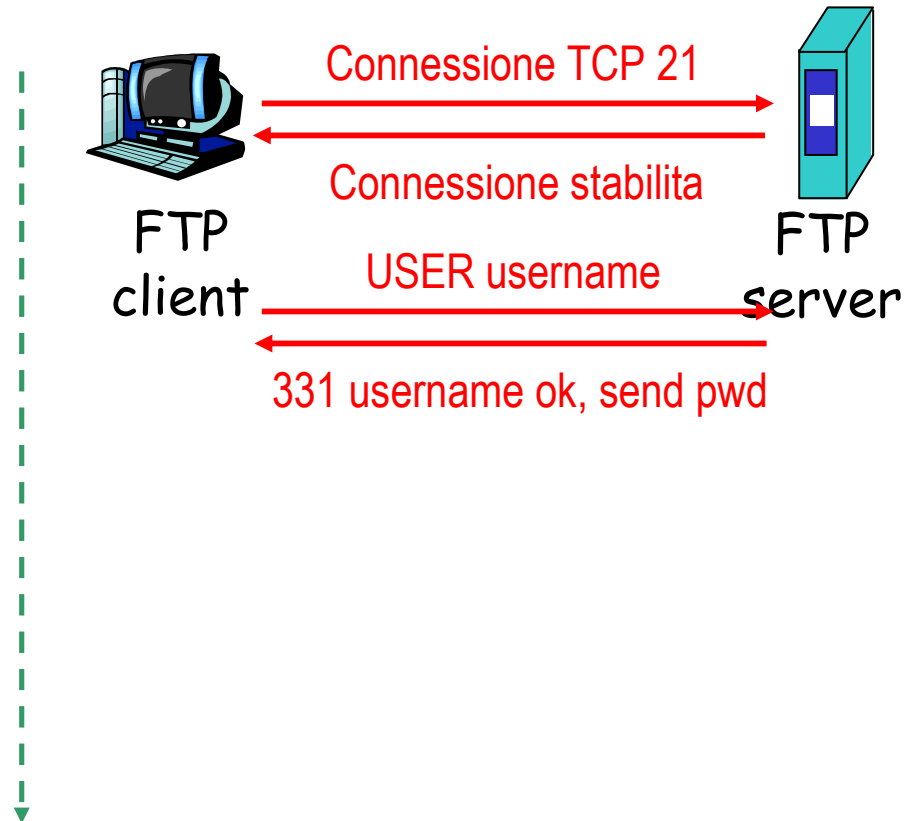 Connessione TCP 21
Connessione stabilita
FTP
client
FTP
server
USER username
331 username ok, send pwd